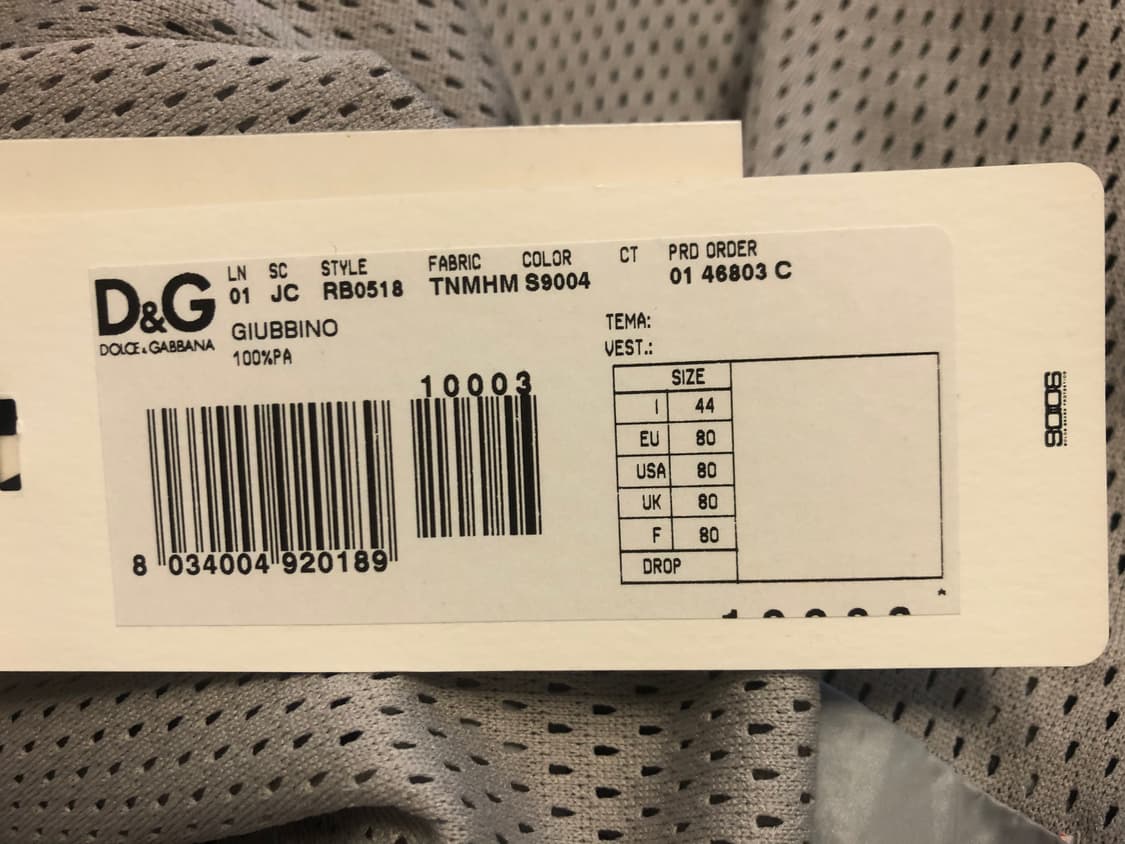 LN SC STYLE FABRIC COLOR CT PRD ORDER
01 JC RB0518 TNMHM S9004 01 46803 C
D&G
DOLCE & GABBANA
GIUBBINO
100%PA
TEMA:
VEST.:
10003
8 034004 920189
SIZE
I 44
EU 80
USA 80
UK 80
F 80
DROP
*